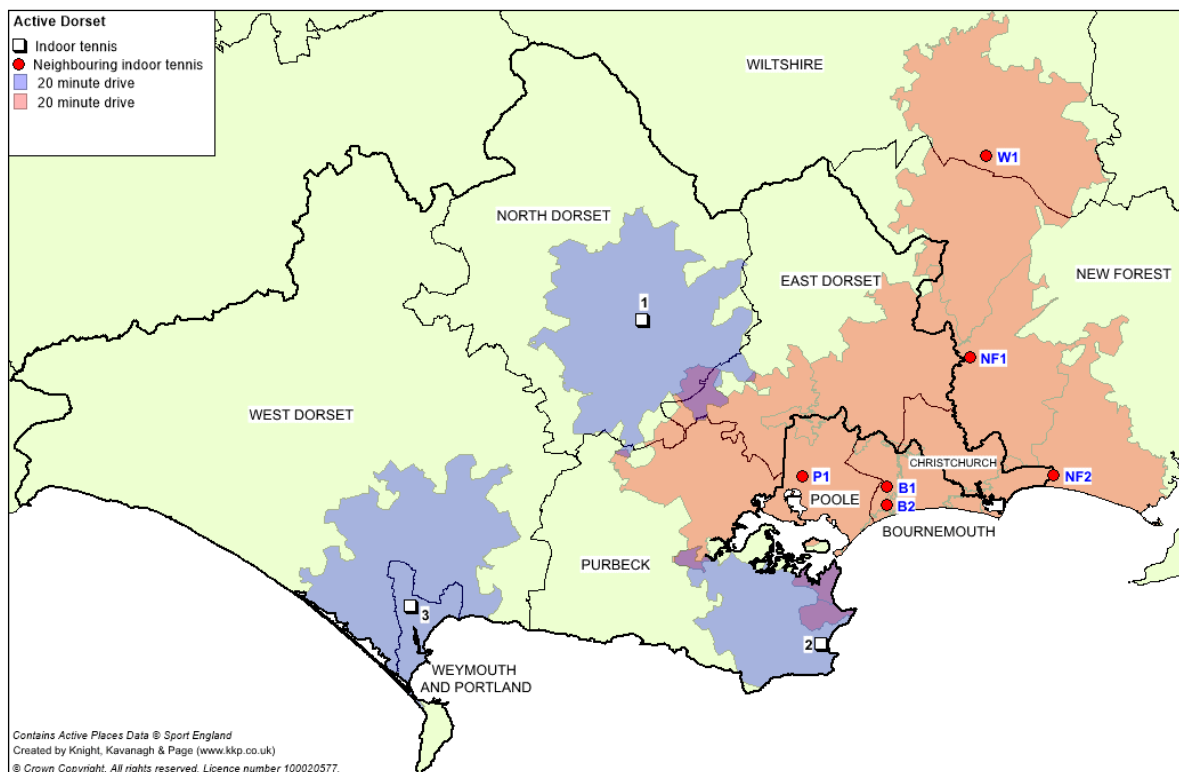 Active Dorset
Indoor tennis
Neighbouring indoor tennis
20 minute drive
20 minute drive
WILTSHIRE
W1
NORTH DORSET
EAST DORSET
NEW FOREST
1
NF1
WEST DORSET
CHRISTCHURCH
P1
B1
NF2
POOLE
B2
BOURNEMOUTH
PURBECK
3
2
WEYMOUTH
AND PORTLAND
Contains Active Places Data © Sport England
Created by Knight, Kavanagh & Page (www.kkp.co.uk)
© Crown Copyright. All rights reserved. Licence number 100020577.